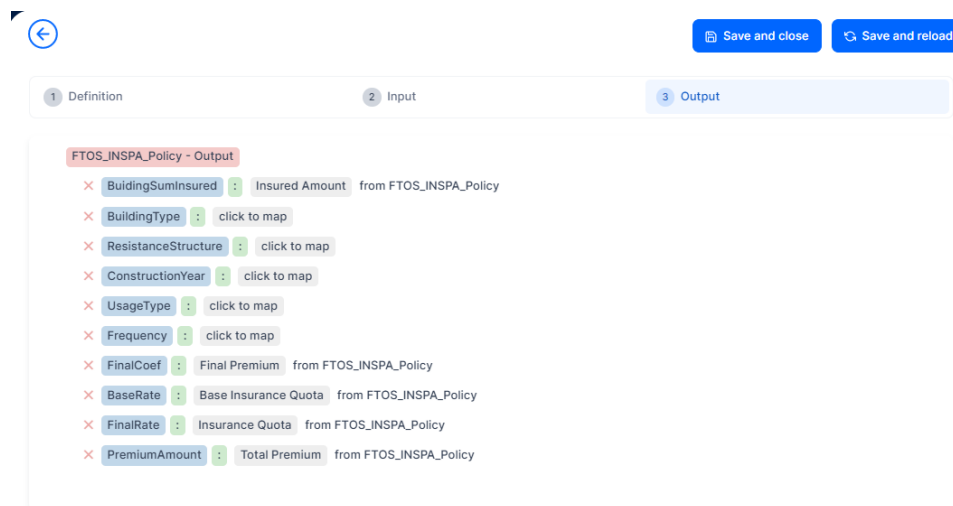 Save and close
Save and reload
1 Definition
2 Input
3 Output
FTOS_INSPA_Policy - Output
BuidingSumInsured : Insured Amount from FTOS_INSPA_Policy
BuildingType : click to map
ResistanceStructure : click to map
ConstructionYear : click to map
UsageType : click to map
Frequency : click to map
FinalCoef : Final Premium from FTOS_INSPA_Policy
BaseRate : Base Insurance Quota from FTOS_INSPA_Policy
FinalRate : Insurance Quota from FTOS_INSPA_Policy
PremiumAmount : Total Premium from FTOS_INSPA_Policy